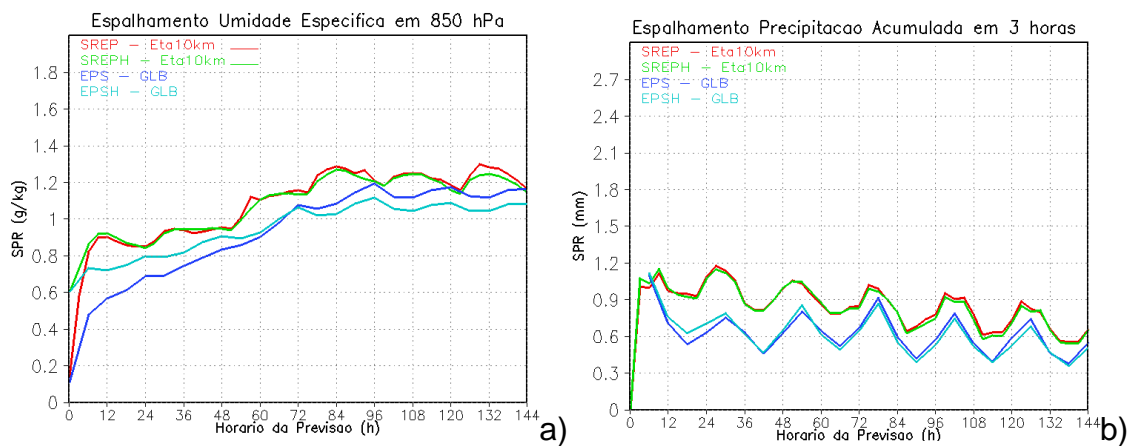 Espalhamento Umidade Especifica em 850 hPa
SREP – Eta10km
SREPH – Eta10km
EPS – GLB
EPSH – GLB
SPR (g/kg)
1.8
1.6
1.4
1.2
1
0.8
0.6
0.4
0.2
0
0 12 24 36 48 60 72 84 96 108 120 132 144
Horario da Previsao (h)
a)
Espalhamento Precípitacao Acumulada em 3 horas
SREP – Eta10km
SREPH ÷ Eta10km
EPS – GLB
EPSH – GLB
SPR (mm)
2.7
2.4
2.1
1.8
1.5
1.2
0.9
0.6
0.3
0
0 12 24 36 48 60 72 84 96 108 120 132 144
Horario da Previsao (h)
b)